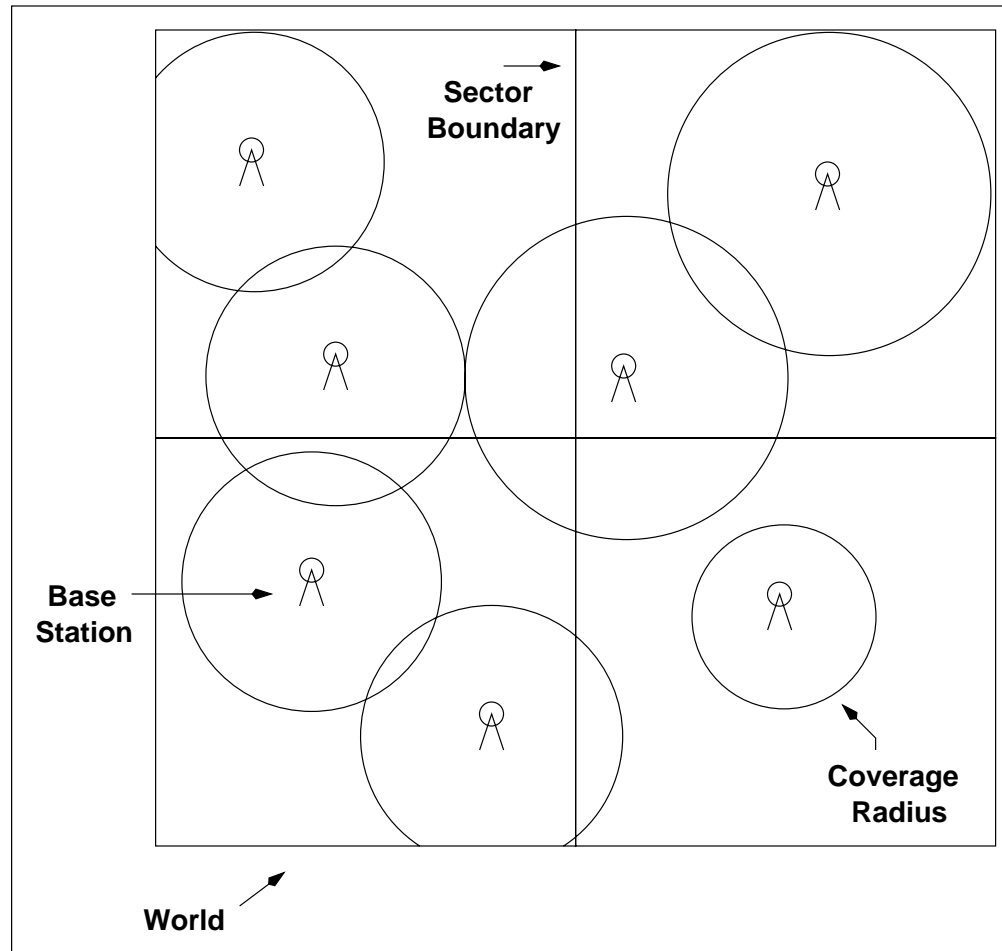 Sector
Boundary
Base
Station
Coverage
Radius
World